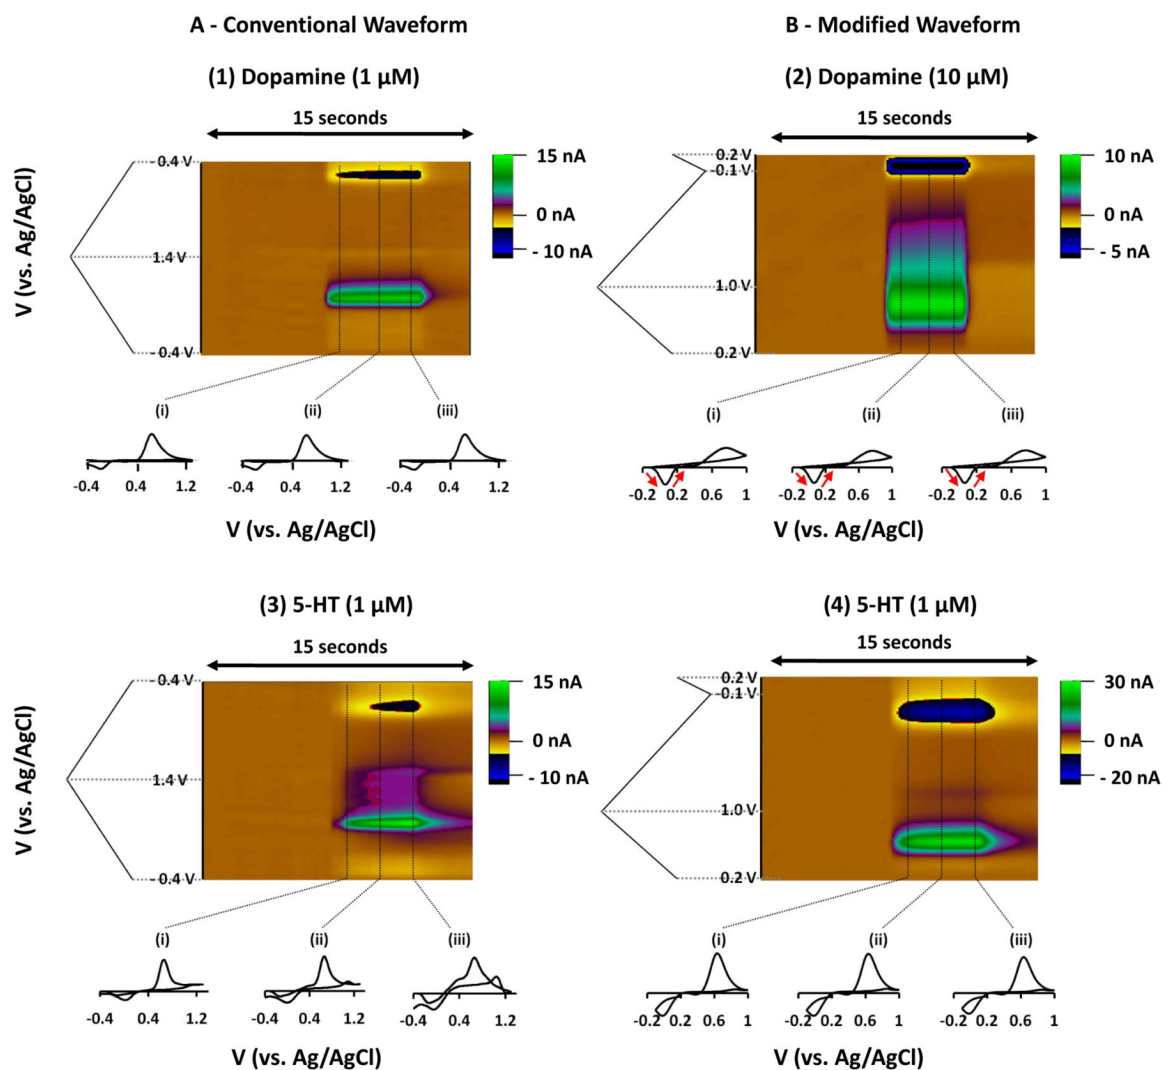 A - Conventional Waveform
B - Modified Waveform
(1) Dopamine (1 µM)
(2) Dopamine (10 µM)
15 seconds
15 seconds
V (vs. Ag/AgCl)
- 0.4 V
1.4 V
- 0.4 V
15 nA
0 nA
- 10 nA
0.2 V
-0.1 V
1.0 V
0.2 V
10 nA
0 nA
- 5 nA
(i)
(ii)
(iii)
(i)
(ii)
(iii)
-0.4 0.4 1.2
-0.4 0.4 1.2
-0.4 0.4 1.2
-0.2 0.2 0.6 1
-0.2 0.2 0.6 1
-0.2 0.2 0.6 1
V (vs. Ag/AgCl)
V (vs. Ag/AgCl)
(3) 5-HT (1 µM)
(4) 5-HT (1 µM)
15 seconds
15 seconds
V (vs. Ag/AgCl)
- 0.4 V
1.4 V
- 0.4 V
15 nA
0 nA
- 10 nA
0.2 V
-0.1 V
1.0 V
0.2 V
30 nA
0 nA
- 20 nA
(i)
(ii)
(iii)
(i)
(ii)
(iii)
-0.4 0.4 1.2
-0.4 0.4 1.2
-0.4 0.4 1.2
-0.2 0.2 0.6 1
-0.2 0.2 0.6 1
-0.2 0.2 0.6 1
V (vs. Ag/AgCl)
V (vs. Ag/AgCl)